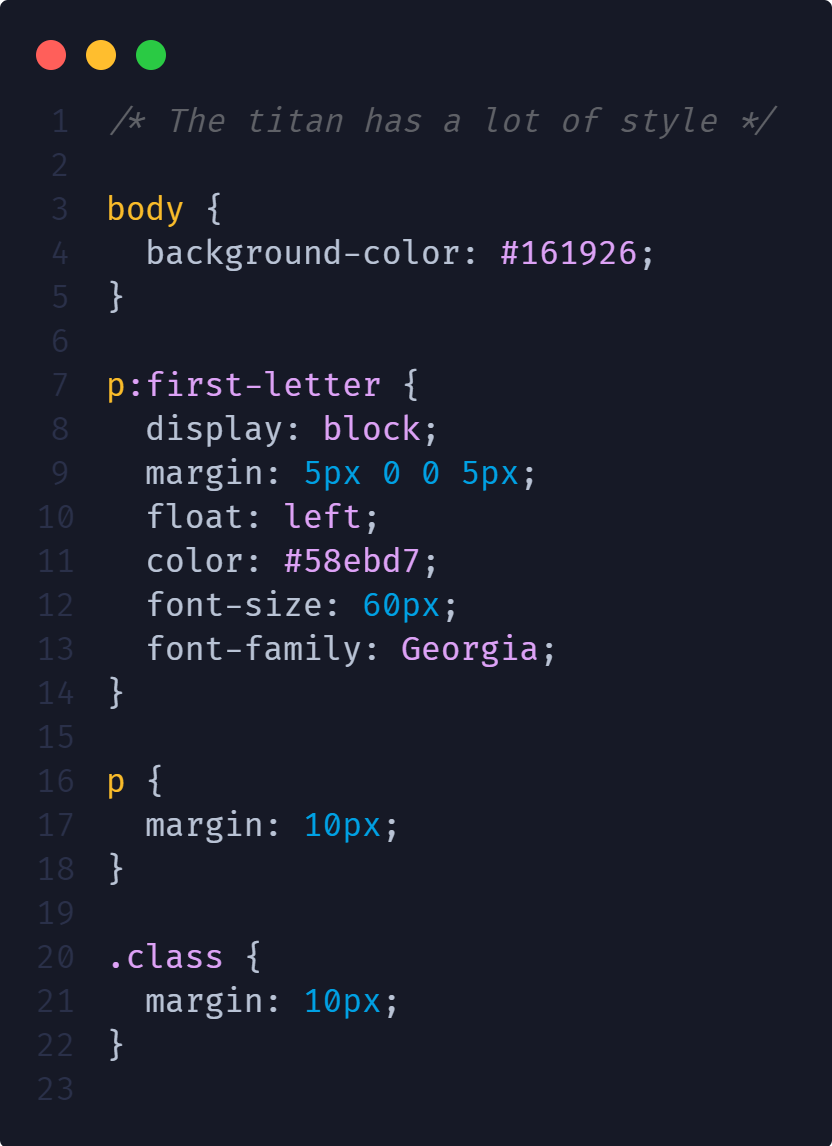 1 /* The titan has a lot of style */
2
3 body {
4   background-color: #161926;
5 }
6
7 p:first-letter {
8   display: block;
9   margin: 5px 0 0 5px;
10   float: left;
11   color: #58ebd7;
12   font-size: 60px;
13   font-family: Georgia;
14 }
15
16 p {
17   margin: 10px;
18 }
19
20 .class {
21   margin: 10px;
22 }
23